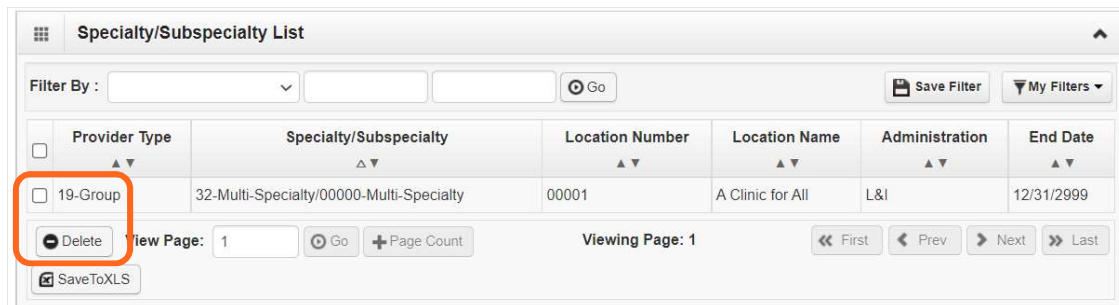 Specialty/Subspecialty List
Filter By : Go Save Filter My Filters
Provider Type Specialty/Subspecialty Location Number Location Name Administration End Date
19-Group 32-Multi-Specialty/00000-Multi-Specialty 00001 A Clinic for All L&I 12/31/2999
Delete View Page: 1 Go Page Count Viewing Page: 1 First Prev Next Last
SaveToXLS